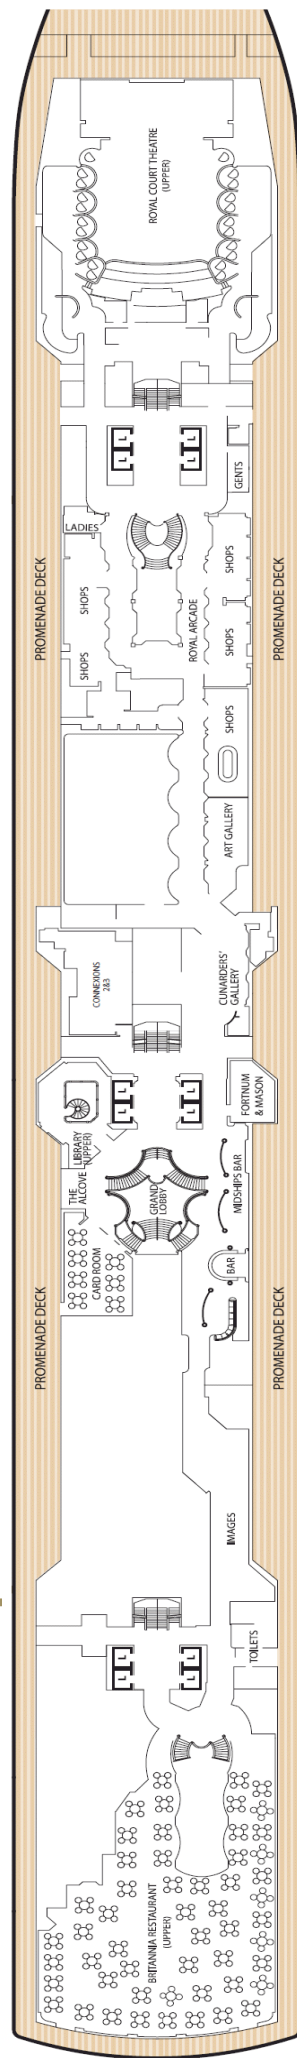 ROYAL COURT THEATRE
(UPPER)
L
L
L
L
GENTS
LADIES
SHOPS
SHOPS
PROMENADE DECK
ROYAL ARCADE
SHOPS
SHOPS
PROMENADE DECK
SHOPS
ART GALLERY
CONNEXIONS
2&3
CUNARDERS'
GALLERY
L
L
L
L
FORTNUM
& MASON
LIBRARY
(UPPER)
THE
ALCOVE
GRAND
LOBBY
MIDSHIPS BAR
CARD ROOM
BAR
PROMENADE DECK
PROMENADE DECK
IMAGES
TOILETS
L
L
L
L
BRITANNIA RESTAURANT
(UPPER)